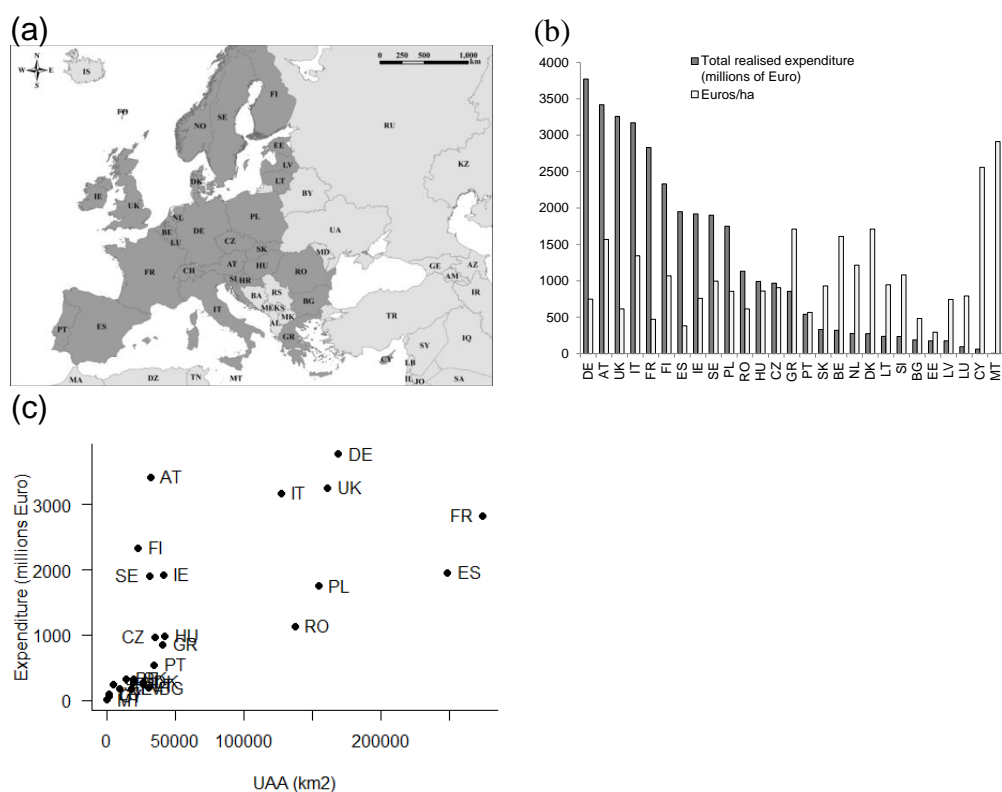 (a)
N
W E
S
0 250 500 1,000
km
IS
FO
FI
NO
SE
RU
EE
LV
KZ
DK
LT
IE
UK
BY
NL
PL
BE
DE
LU
UA
CZ
SK
FR
CH
AT
HU
MD
RO
SI
HR
BA
RS
GE
AZ
AM
IT
BG
ME
KS
MK
IR
PT
ES
AL
TR
GR
SY
IQ
CY
LB
MA
DZ
TN
MT
IL
JO
SA
(b)
Total realised expenditure
(millions of Euro)
Euros/ha
4000
3500
3000
2500
2000
1500
1000
500
0
DE AT UK IT FR FI ES IE SE PL RO HU CZ GR PT SK BE NL DK LT SI BG EE LV LU CY MT
(c)
Expenditure (millions Euro)
3000
2000
1000
0
DE
AT
UK
IT
FR
FI
SE
IE
ES
PL
RO
CZ
HU
GR
PT
BG
MT
0 50000 100000 200000
UAA (km2)